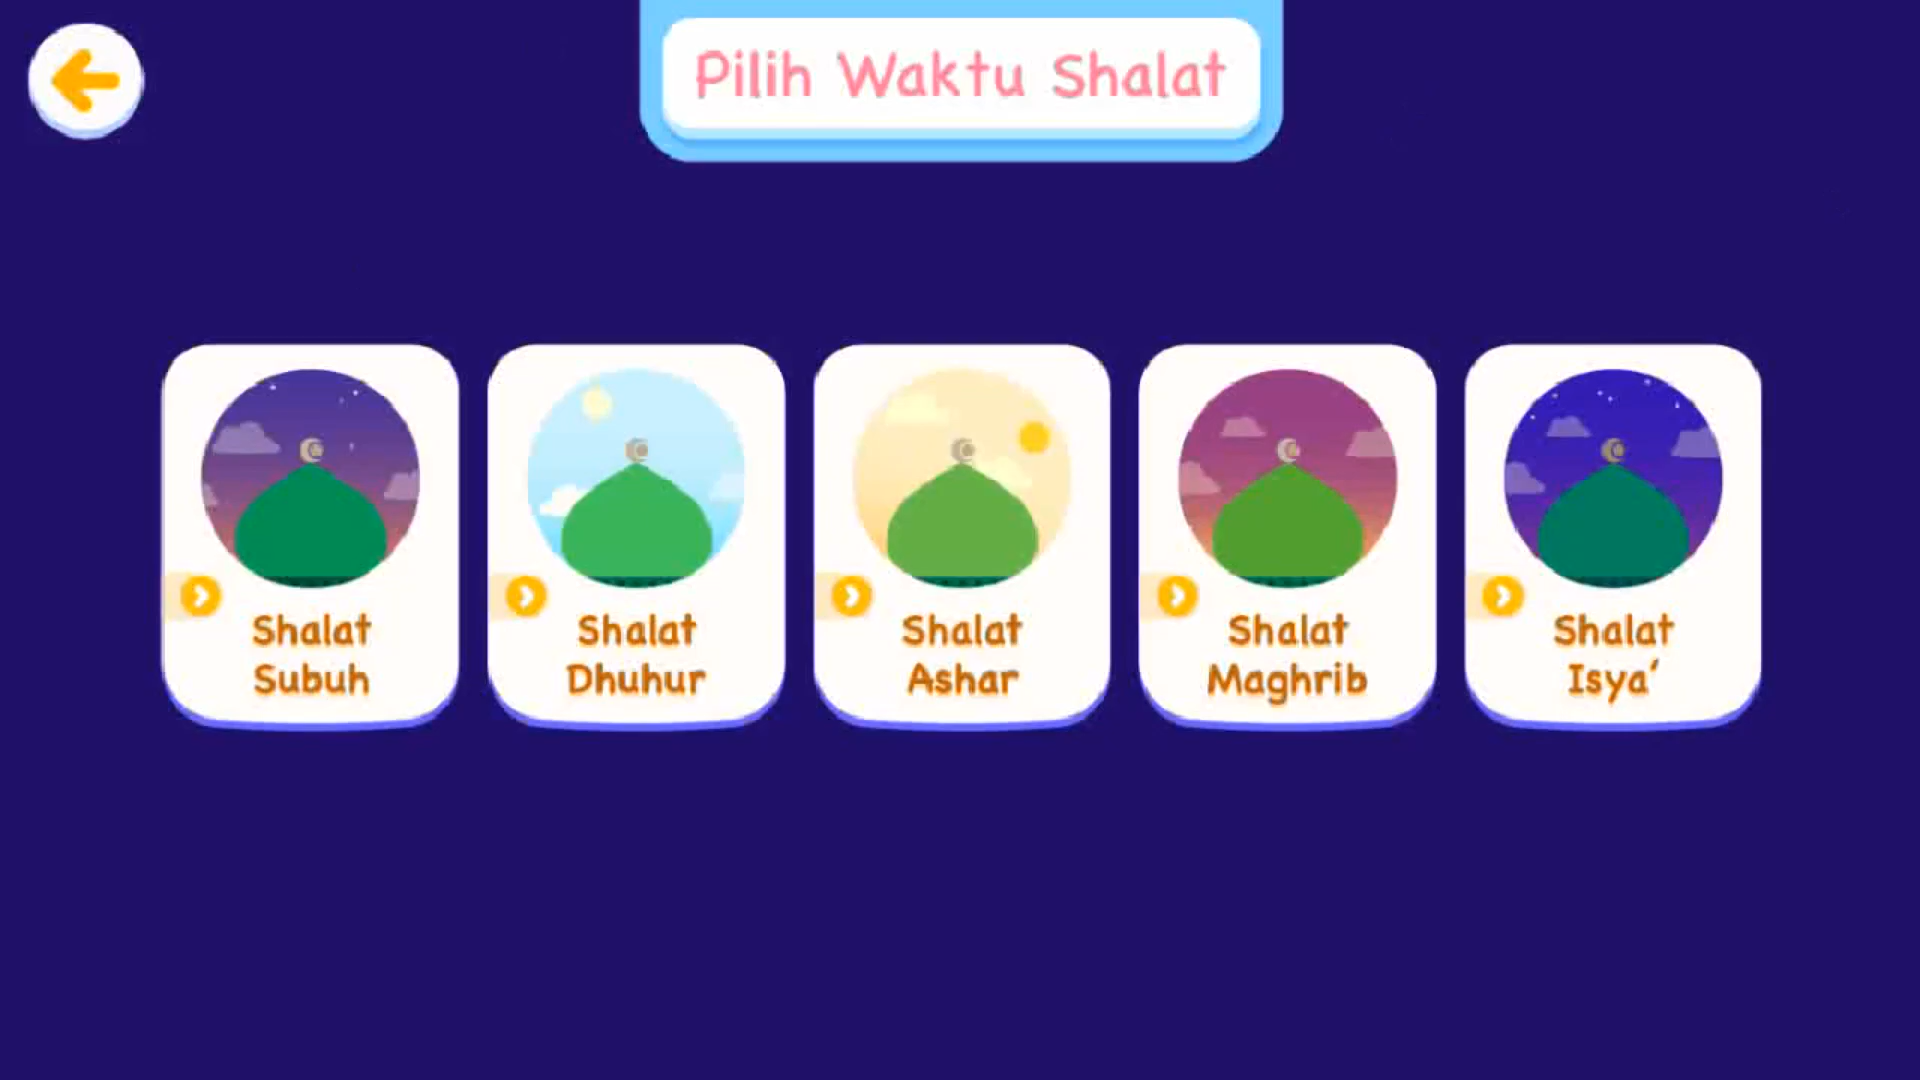 Pilih Waktu Shalat
Shalat
Subuh
Shalat
Dhuhur
Shalat
Ashar
Shalat
Maghrib
Shalat
Isya'